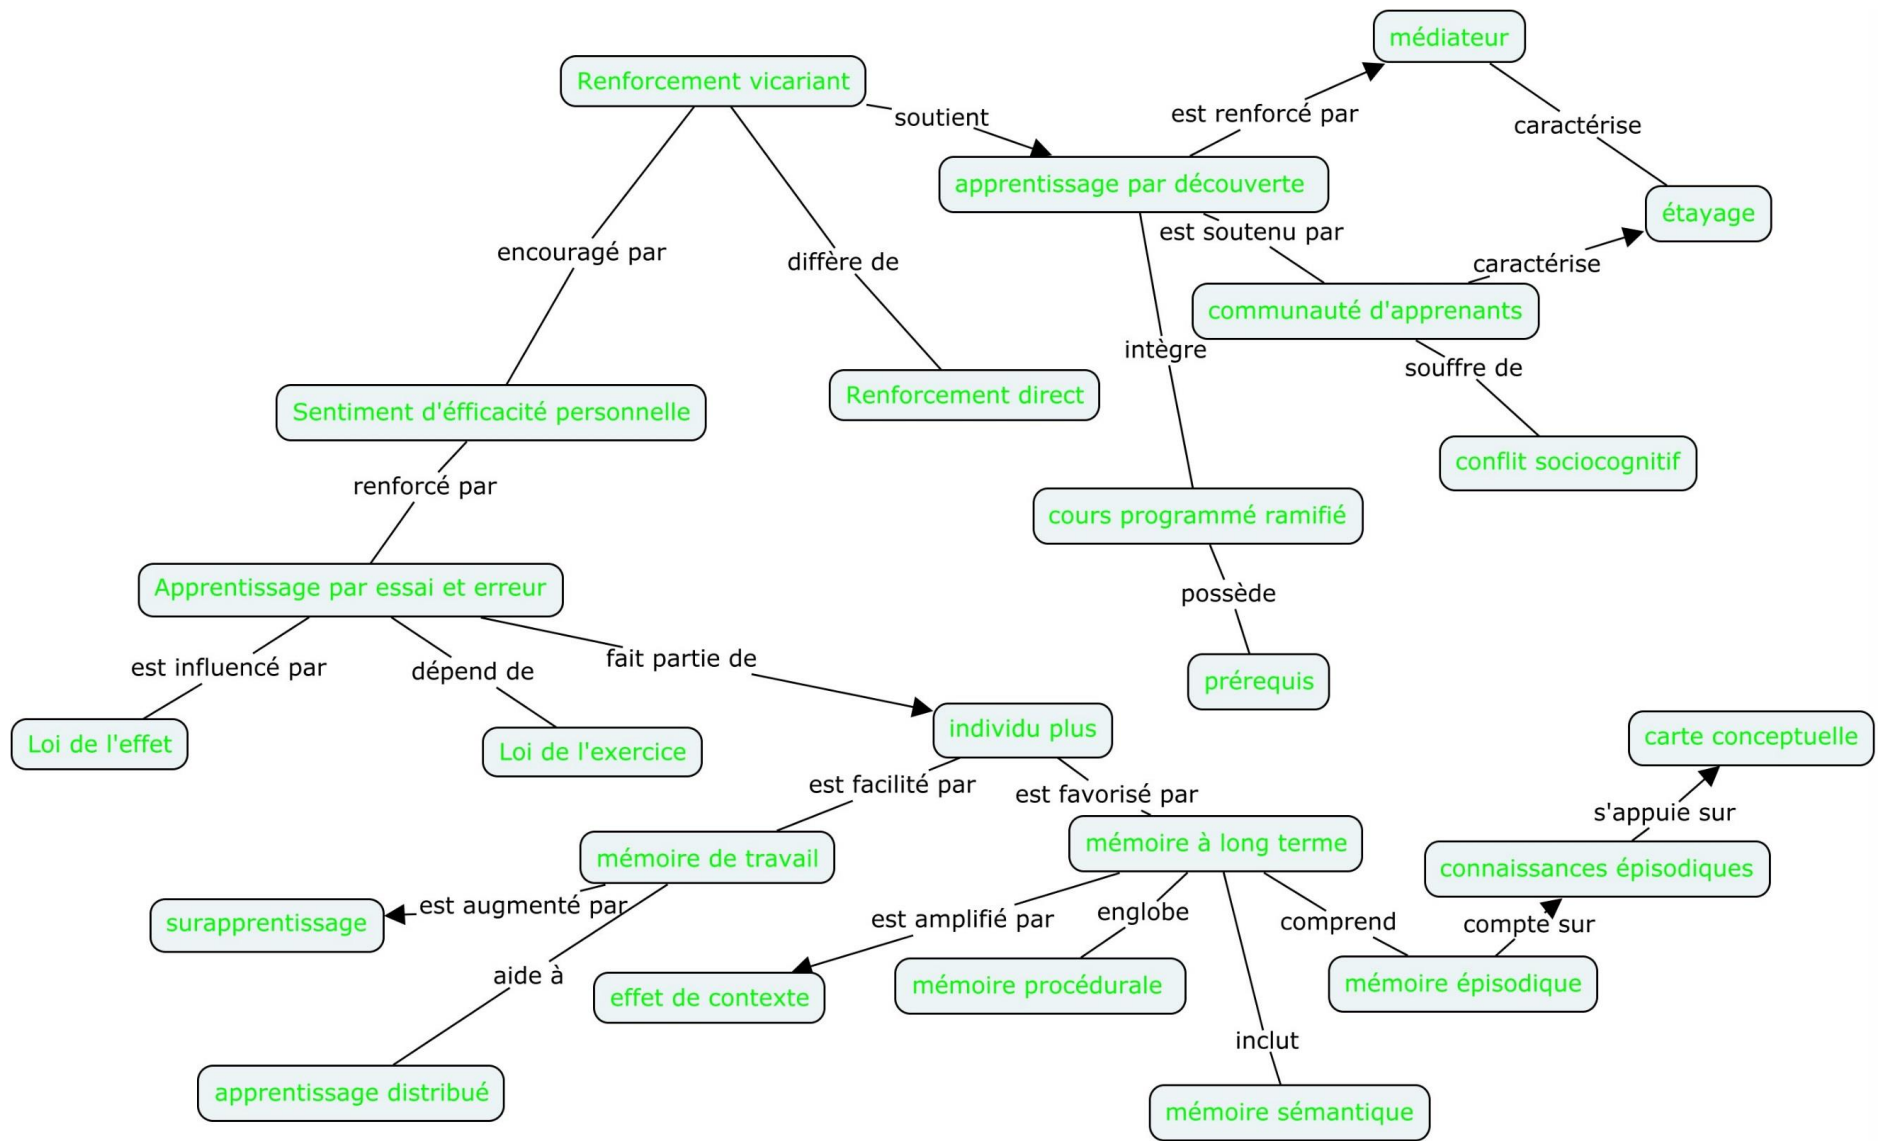 médiateur
Renforcement vicariant
soutient
est renforcé par
caractérise
apprentissage par découverte
étayage
est soutenu par
encouragé par
diffère de
caractérise
communauté d'apprenants
intègre
souffre de
Renforcement direct
Sentiment d'éfficacité personnelle
conflit sociocognitif
renforcé par
cours programmé ramifié
Apprentissage par essai et erreur
possède
est influencé par
dépend de
fait partie de
prérequis
Loi de l'effet
Loi de l'exercice
individu plus
carte conceptuelle
est facilité par
est favorisé par
s'appuie sur
mémoire de travail
mémoire à long terme
connaissances épisodiques
surapprentissage
est augmenté par
est amplifié par
englobe
comprend
compte sur
aide à
effet de contexte
mémoire procédurale
mémoire épisodique
inclut
apprentissage distribué
mémoire sémantique